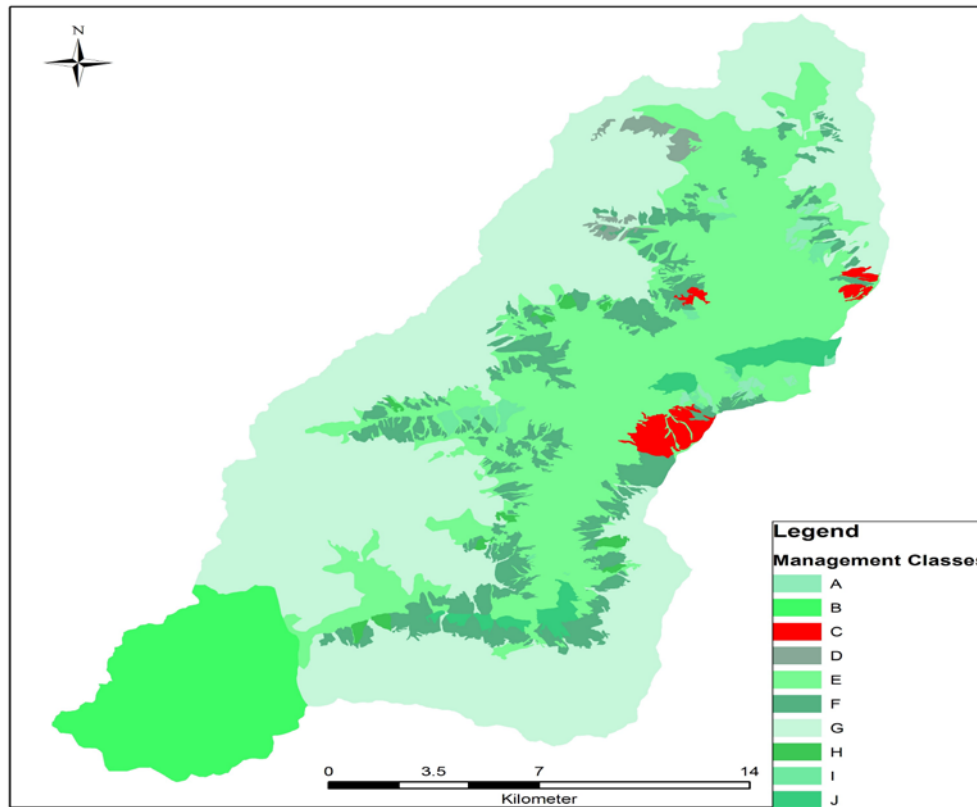 N
Legend
Management Classes
A
B
C
D
E
F
G
H
I
J
0 3.5 7 14
Kilometer